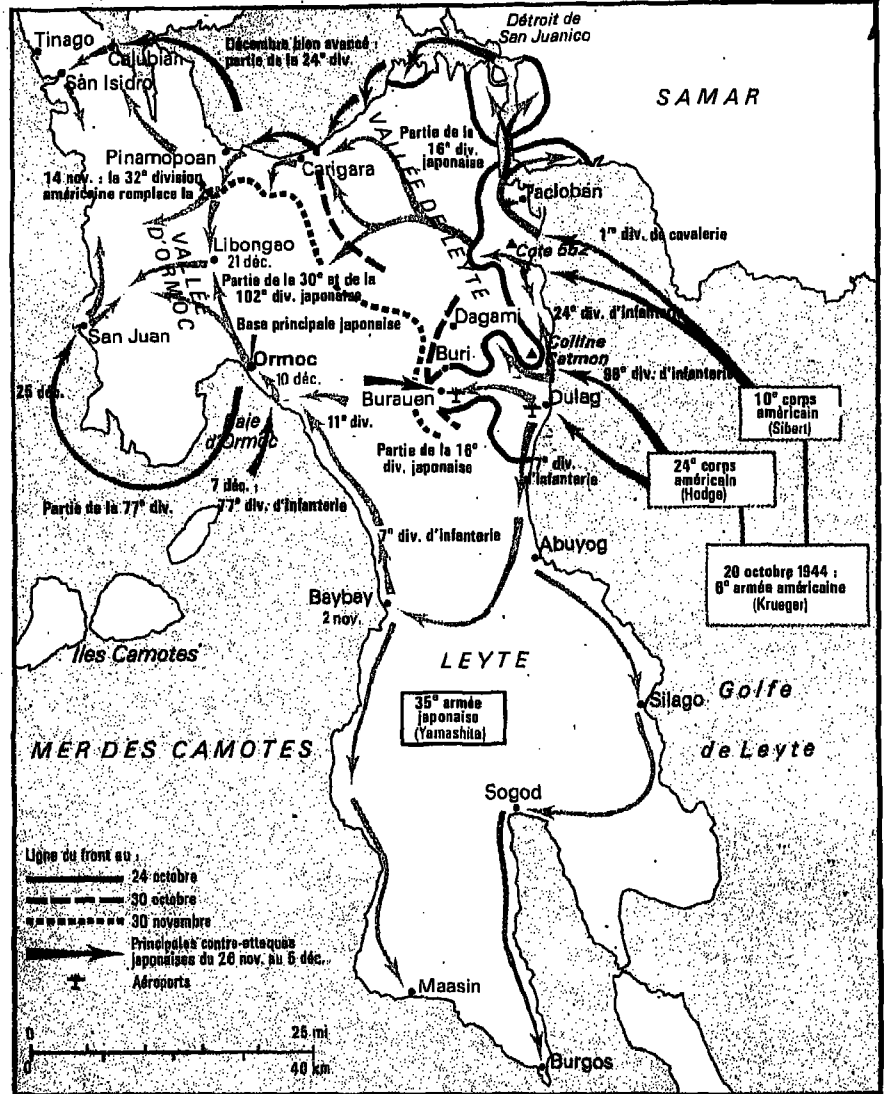 Détroit de
San Juanico
Tinago
Calubian
San Isidro
Décembre bien avancé :
partie de la 24e div.
SAMAR
Pinamopoan
Carigara
VALLÉE DE LEYTE
Partie de la
16e div.
japonaise
Tacloban
14 nov. : la 32e division
américaine remplace la
1re div. de cavalerie
Cote 552
VALLÉE
D'ORMOC
Libongao
21 déc.
Partie de la 30e et de la
102e div. japonaise
24e div. d'infanterie
Dagami
San Juan
Base principale japonaise
Buri
Colline
Catmon
Ormoc
10 déc.
96e div. d'infanterie
Burauen
Dulag
10e corps
américain
(Sibert)
25 déc.
Baie
d'Ormoc
11e div.
Partie de la 16e
div. japonaise
7e div.
d'infanterie
24e corps
américain
(Hodge)
Partie de la 77e div.
7 déc. :
77e div. d'infanterie
7e div. d'infanterie
Abuyog
20 octobre 1944 :
6e armée américaine
(Krueger)
Baybay
2 nov.
Iles Camotes
LEYTE
35e armée
japonaise
(Yamashita)
Silago
Golfe
de Leyte
MER DES CAMOTES
Sogod
Ligne du front au :
24 octobre
30 octobre
30 novembre
Principales contre-attaques
japonaises du 26 nov. au 6 déc.
Aéroports
Maasin
0 25 mi
0 40 km
Burgos